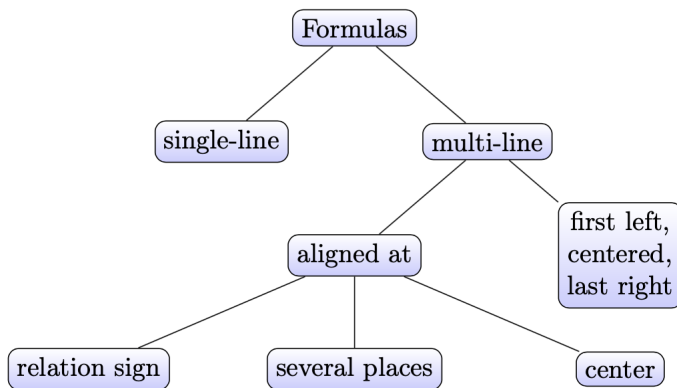 Formulas
single-line
multi-line
aligned at
first left,
centered,
last right
relation sign
several places
center